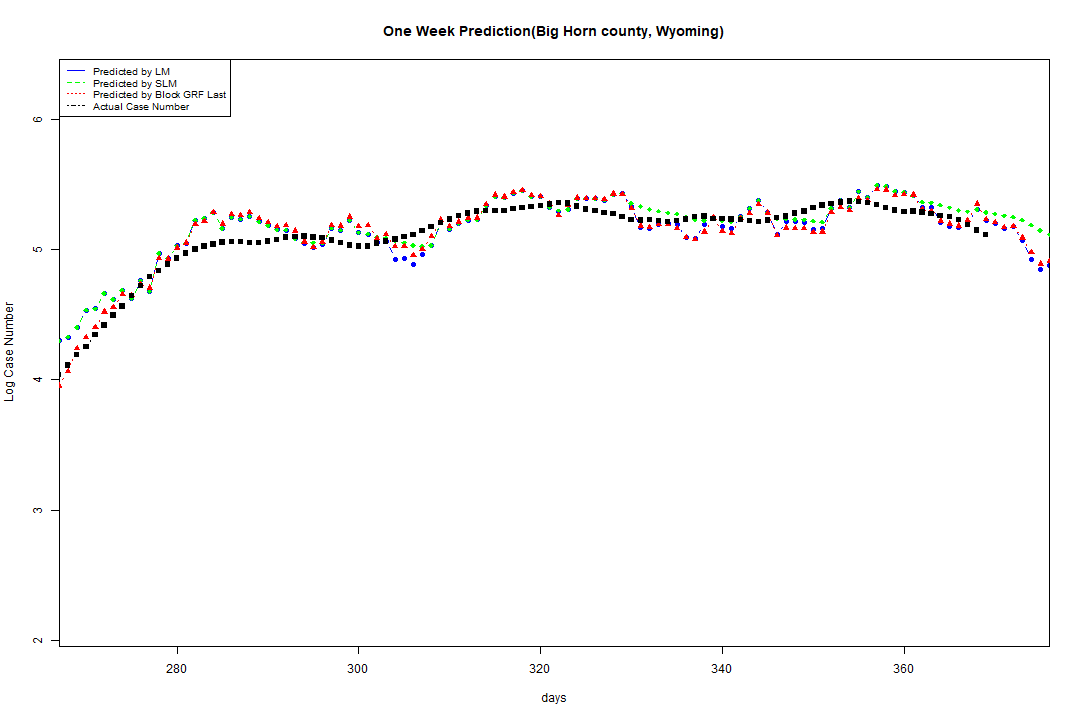 One Week Prediction(Big Horn county, Wyoming)
Predicted by LM
Predicted by SLM
Predicted by Block GRF Last
Actual Case Number
6
5
4
3
2
Log Case Number
280 300 320 340 360
days